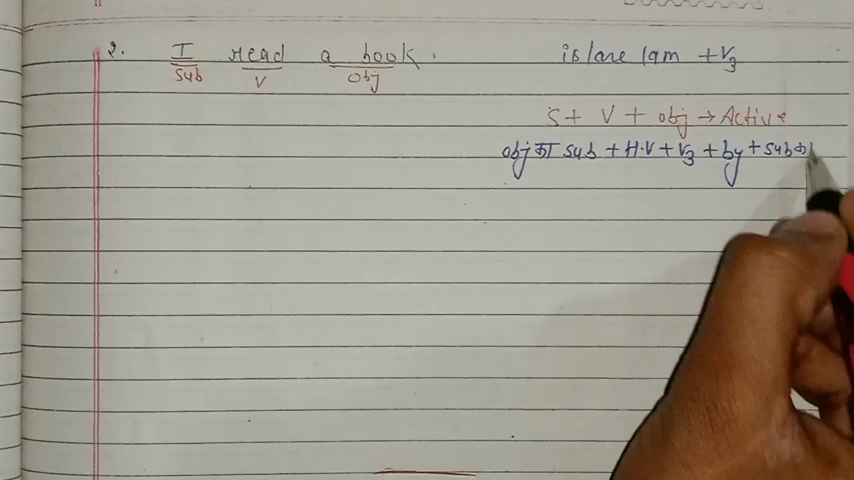 2. I read a book. is/are/am + V3
Sub V Obj
S + V + obj → Active
obj का sub + H.V + V3 + by + sub क